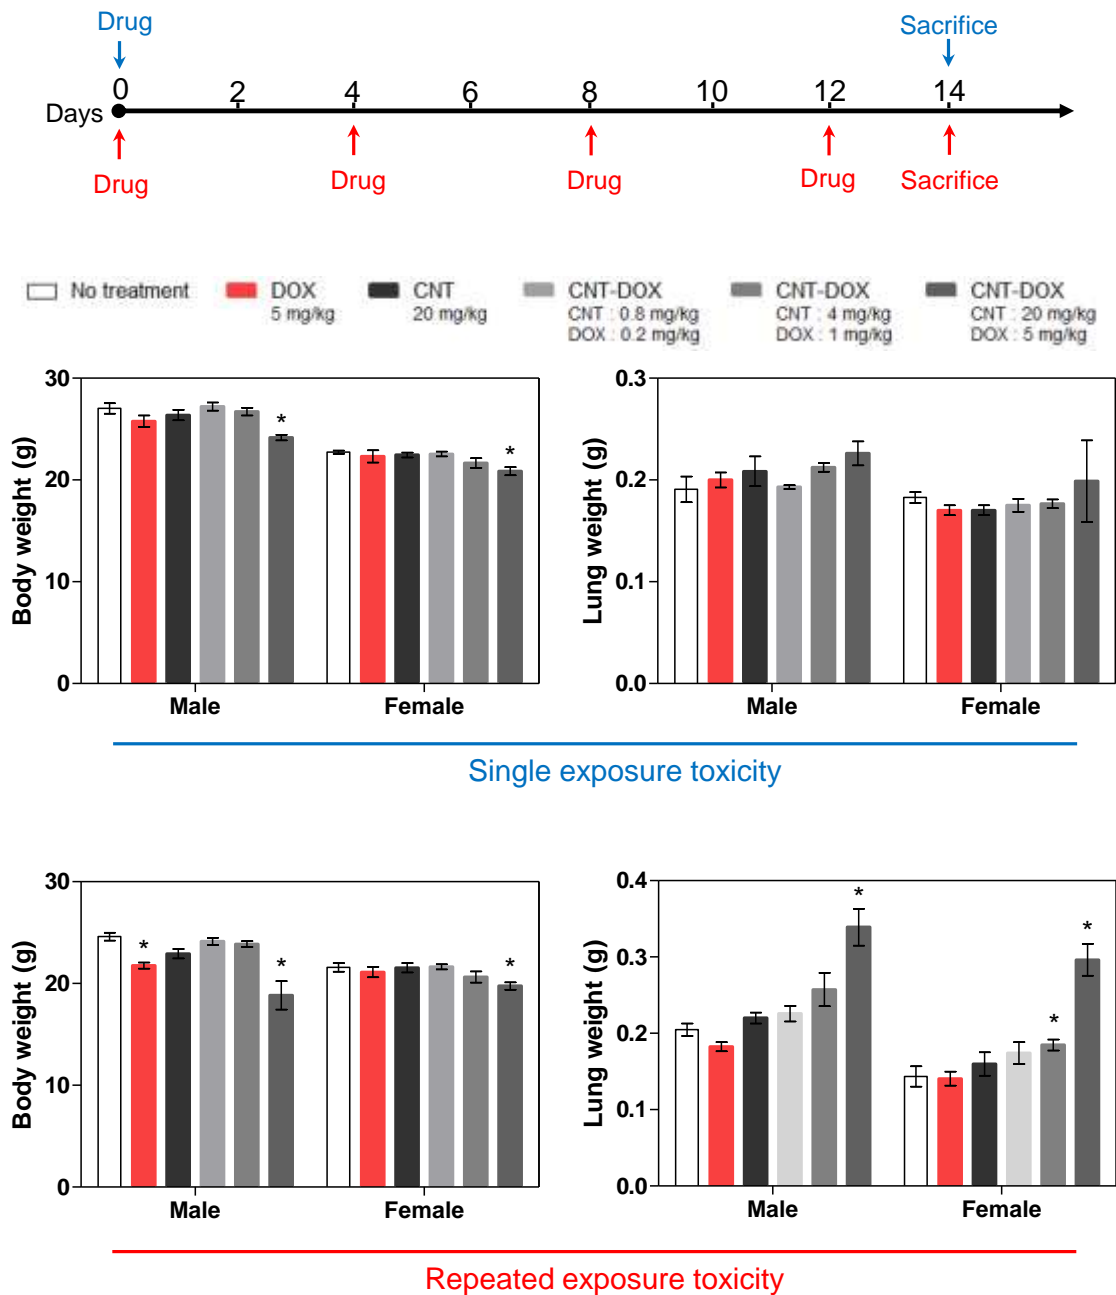 Drug Sacrifice
Days 0 2 4 6 8 10 12 14
Drug Drug Drug Drug Sacrifice
No treatment DOX CNT CNT-DOX CNT-DOX CNT-DOX
5 mg/kg 20 mg/kg CNT : 0.8 mg/kg CNT : 4 mg/kg CNT : 20 mg/kg
DOX : 0.2 mg/kg DOX : 1 mg/kg DOX : 5 mg/kg
Body weight (g)
30
20
10
0
* *
Male Female
Lung weight (g)
0.3
0.2
0.1
0.0
Male Female
Single exposure toxicity
Body weight (g)
30
20
10
0
* * *
Male Female
Lung weight (g)
0.4
0.3
0.2
0.1
0.0
* * *
Male Female
Repeated exposure toxicity